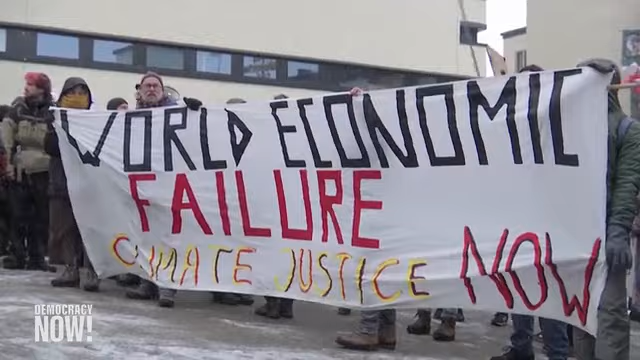 WORLD ECONOMIC
FAILURE
CLIMATE JUSTICE NOW
DEMOCRACY
NOW!